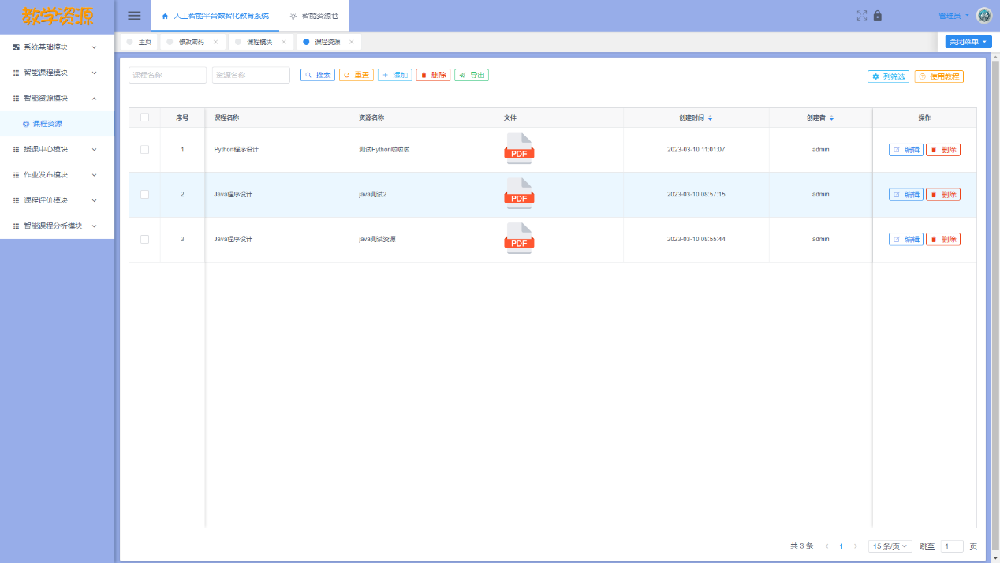 教学资源
人工智能平台数智化教育系统 智能资源仓 管理员
主页 修改密码 课程模块 课程资源 关闭菜单
系统基础模块
智能课程模块
智能资源模块
课程资源
授课中心模块
作业发布模块
课程评价模块
智能课程分析模块
课程名称 资源名称 搜索 重置 添加 删除 导出 列筛选 使用教程
序号 课程名称 资源名称 文件 创建时间 创建者 操作
1 Python程序设计 测试Python啦啦啦 PDF 2023-03-10 11:01:07 admin 编辑 删除
2 Java程序设计 java测试2 PDF 2023-03-10 08:57:15 admin 编辑 删除
3 Java程序设计 java测试资源 PDF 2023-03-10 08:55:44 admin 编辑 删除
共 3 条 1 15 条/页 跳至 1 页